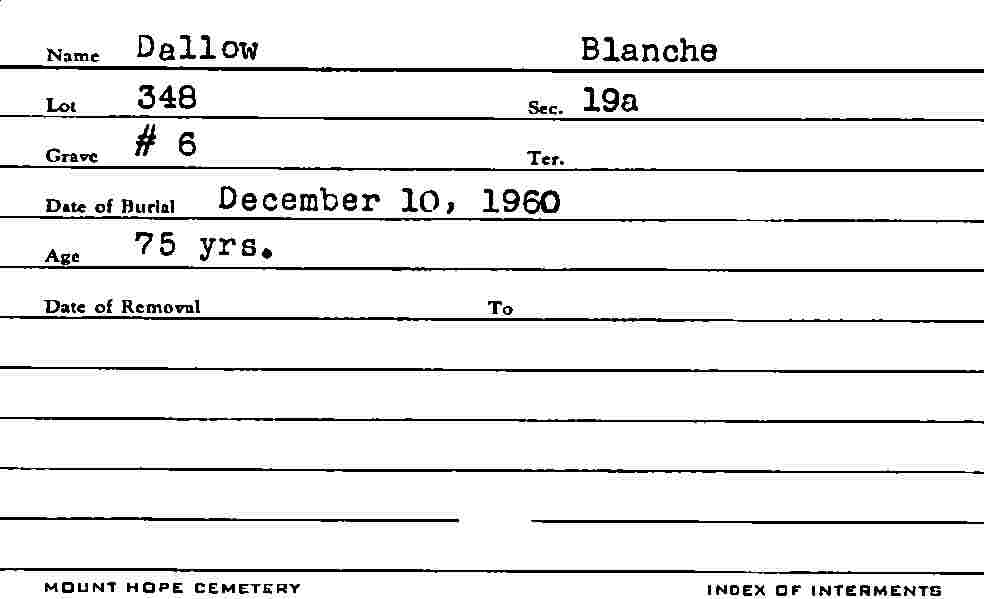 Name Dallow Blanche
Lot 348 Sec. 19a
Grave # 6 Ter.
Date of Burial December 10, 1960
Age 75 yrs.
Date of Removal To
MOUNT HOPE CEMETERY INDEX OF INTERMENTS